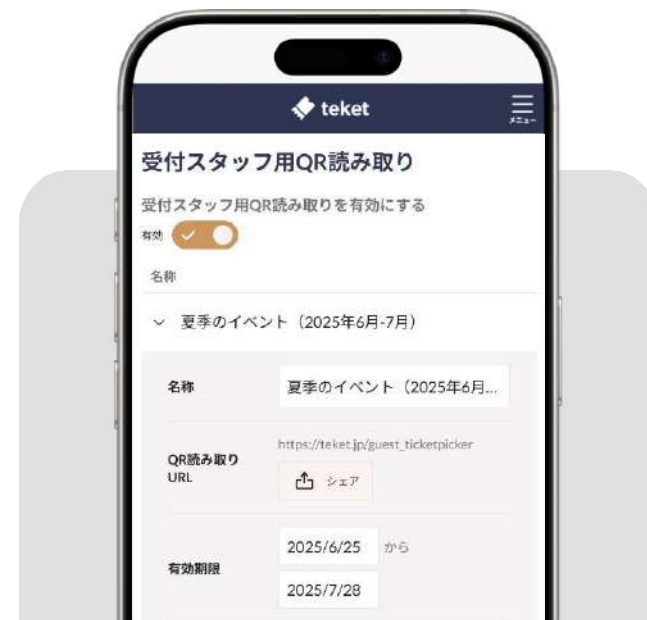 teket
メニュー
受付スタッフ用QR読み取り
受付スタッフ用QR読み取りを有効にする
有効
名称
夏季のイベント（2025年6月-7月）
名称
夏季のイベント（2025年6月...
QR読み取り
URL
https://teket.jp/guest_ticketpicker
シェア
有効期限
2025/6/25 から
2025/7/28